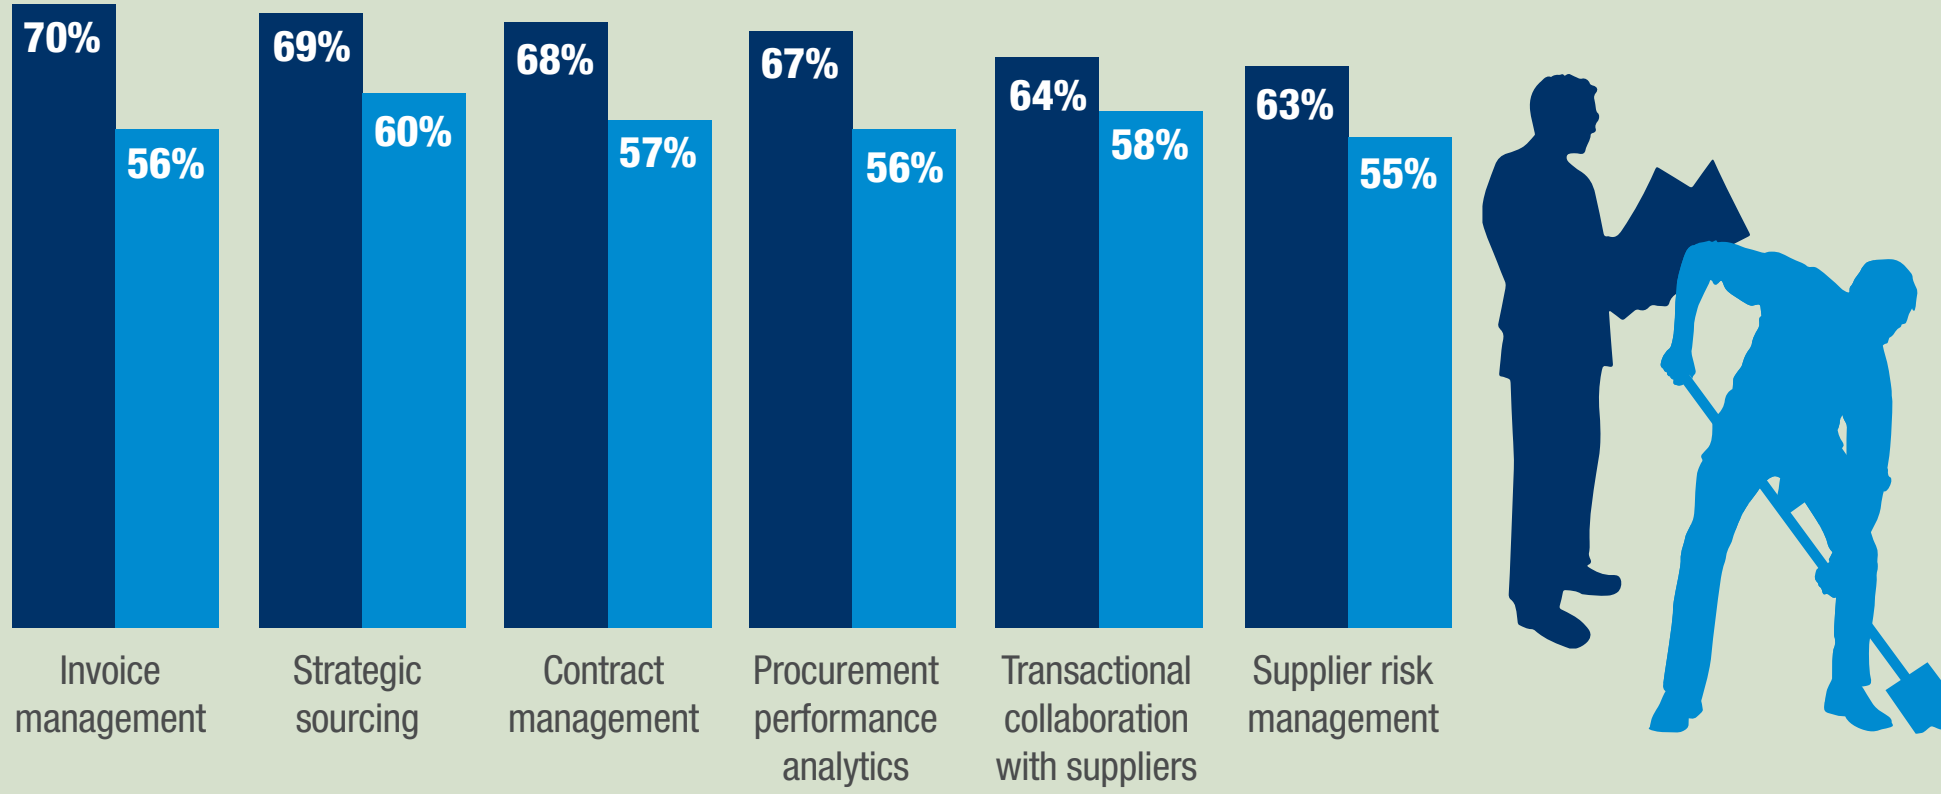 70%
56%
69%
60%
68%
57%
67%
56%
64%
58%
63%
55%
Invoice
management
Strategic
sourcing
Contract
management
Procurement
performance
analytics
Transactional
collaboration
with suppliers
Supplier risk
management